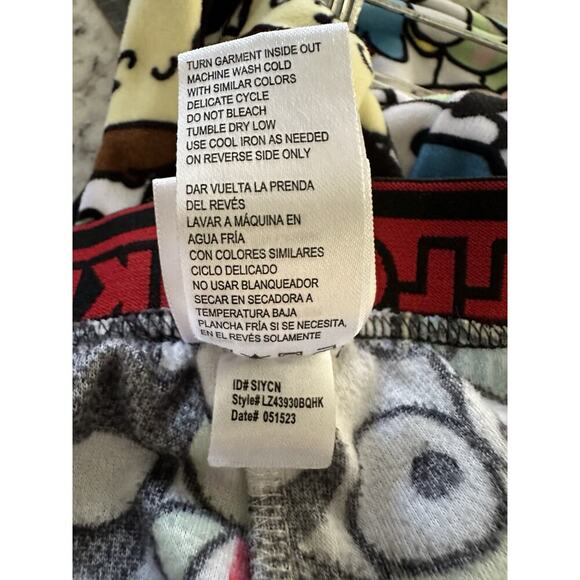 TURN GARMENT INSIDE OUT
MACHINE WASH COLD
WITH SIMILAR COLORS
DELICATE CYCLE
DO NOT BLEACH
TUMBLE DRY LOW
USE COOL IRON AS NEEDED
ON REVERSE SIDE ONLY
DAR VUELTA LA PRENDA
DEL REVÉS
LAVAR A MÁQUINA EN
AGUA FRÍA
CON COLORES SIMILARES
CICLO DELICADO
NO USAR BLANQUEADOR
SECAR EN SECADORA A
TEMPERATURA BAJA
PLANCHA FRÍA SI SE NECESITA,
EN EL REVÉS SOLAMENTE
ID# SIYCN
Style# LZ43930BQHK
Date# 051523